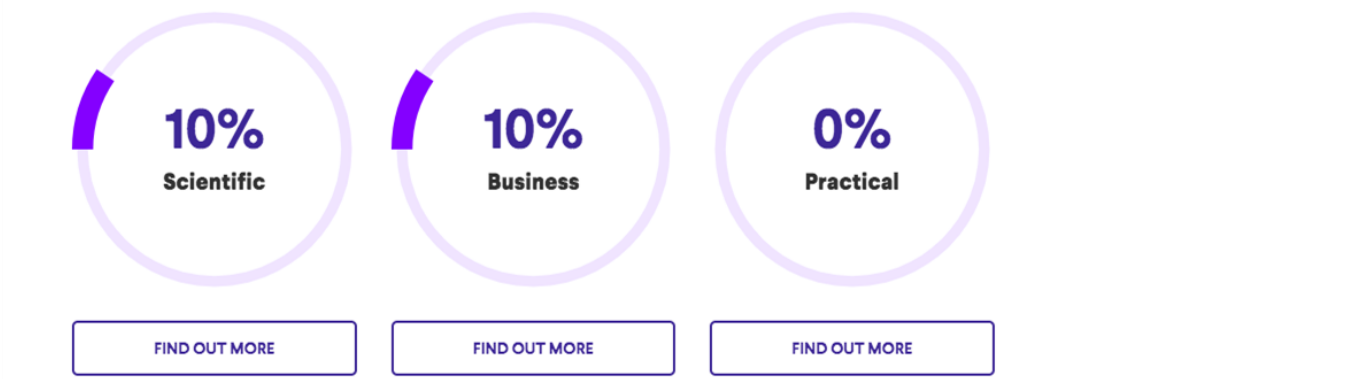 10% 10% 0%
Scientific Business Practical
FIND OUT MORE FIND OUT MORE FIND OUT MORE